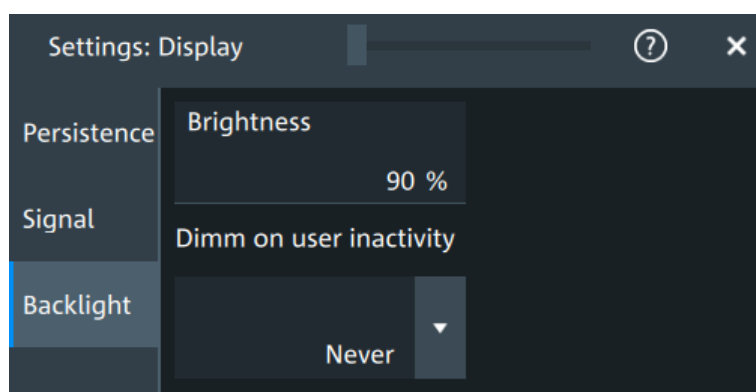 Settings: Display
?
Persistence
Signal
Backlight
Brightness
90 %
Dimm on user inactivity
Never